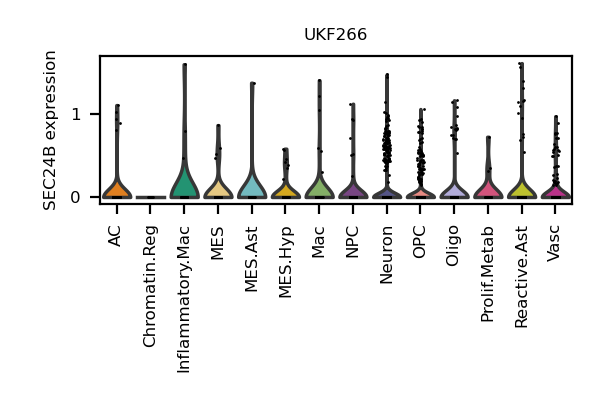 UKF266
SEC24B expression
1
0
AC
Chromatin.Reg
Inflammatory.Mac
MES
MES.Ast
MES.Hyp
Mac
NPC
Neuron
OPC
Oligo
Prolif.Metab
Reactive.Ast
Vasc